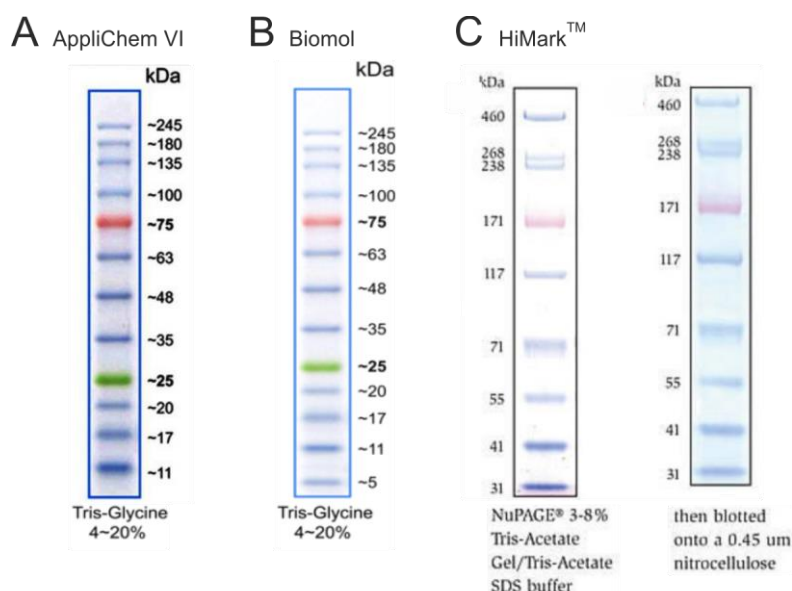 A AppliChem VI
kDa
~245
~180
~135
~100
~75
~63
~48
~35
~25
~20
~17
~11
Tris-Glycine
4~20%
B Biomol
kDa
~245
~180
~135
~100
~75
~63
~48
~35
~25
~20
~17
~11
~5
Tris-Glycine
4~20%
C HiMark™
kDa
460
268
238
171
117
71
55
41
31
NuPAGE® 3-8%
Tris-Acetate
Gel/Tris-Acetate
SDS buffer
kDa
460
268
238
171
117
71
55
41
31
then blotted
onto a 0.45 um
nitrocellulose